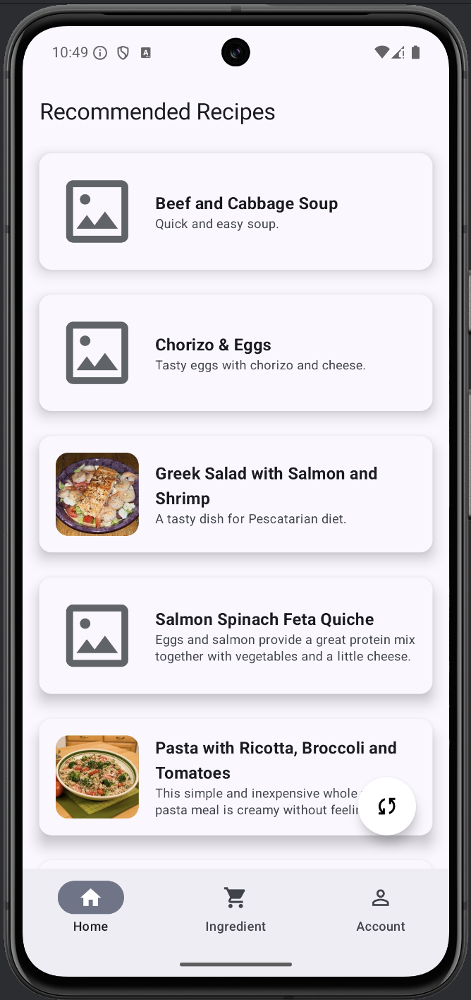 10:49
Recommended Recipes
Beef and Cabbage Soup
Quick and easy soup.
Chorizo & Eggs
Tasty eggs with chorizo and cheese.
Greek Salad with Salmon and
Shrimp
A tasty dish for Pescatarian diet.
Salmon Spinach Feta Quiche
Eggs and salmon provide a great protein mix
together with vegetables and a little cheese.
Pasta with Ricotta, Broccoli and
Tomatoes
This simple and inexpensive whole
pasta meal is creamy without
Home
Ingredient
Account